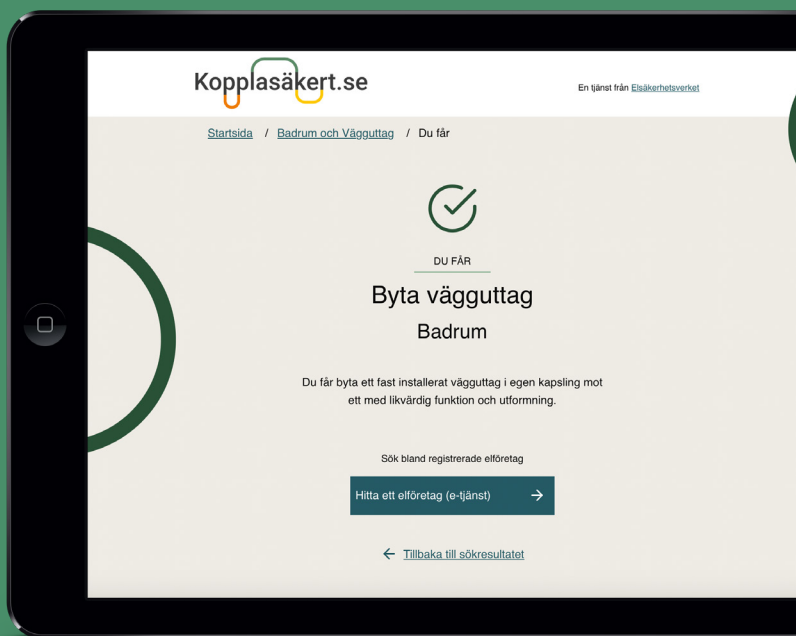 Kopplasäkert.se
En tjänst från Elsäkerhetsverket
Startsida / Badrum och Vägguttag / Du får
DU FÅR
Byta vägguttag
Badrum
Du får byta ett fast installerat vägguttag i egen kapsling mot
ett med likvärdig funktion och utformning.
Sök bland registrerade elföretag
Hitta ett elföretag (e-tjänst)
Tillbaka till sökresultatet